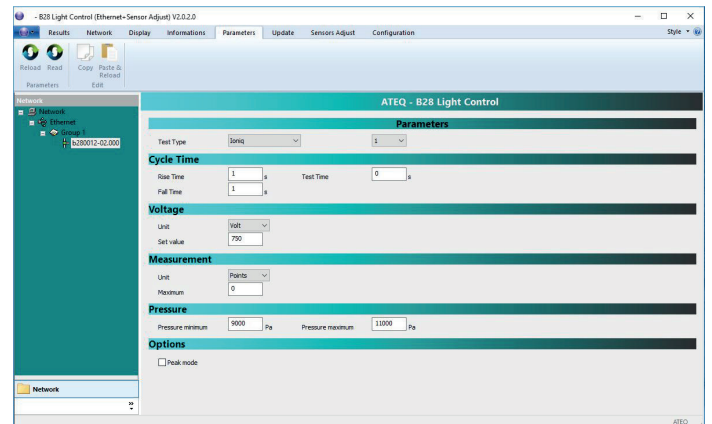 - B28 Light Control (Ethernet+Sensor Adjust) V2.0.2.0
Results Network Display Informations Parameters Update Sensors Adjust Configuration Style
Reload Read Copy Paste & Reload
Parameters Edit
Network
ATEQ - B28 Light Control
Network
Ethernet
Group 1
b280012-02.000
Parameters
Test Type Ioniq 1
Cycle Time
Rise Time 1 s Test Time 0 s
Fall Time 1 s
Voltage
Unit Volt
Set value 750
Measurement
Unit Points
Maximum 0
Pressure
Pressure minimum 9000 Pa Pressure maximum 11000 Pa
Options
Peak mode
Network
ATEQ